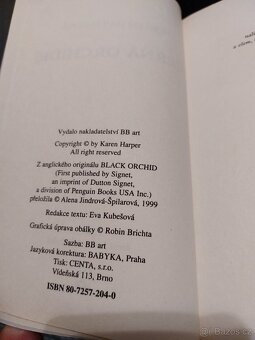 Vydalo nakladatelství BB art
Copyright © by Karen Harper
All right reserved
Z anglického originálu BLACK ORCHID
(First published by Signet,
an imprint of Dutton Signet,
a division of Penguin Books USA Inc.)
přeložila © Alena Jindrová-Špilarová, 1999
Redakce textu: Eva Kubešová
Grafická úprava obálky © Robin Brichta
Sazba: BB art
Jazyková korektura: BABYKA, Praha
Tisk: CENTA, s.r.o.
Vídeňská 113, Brno
ISBN 80-7257-204-0